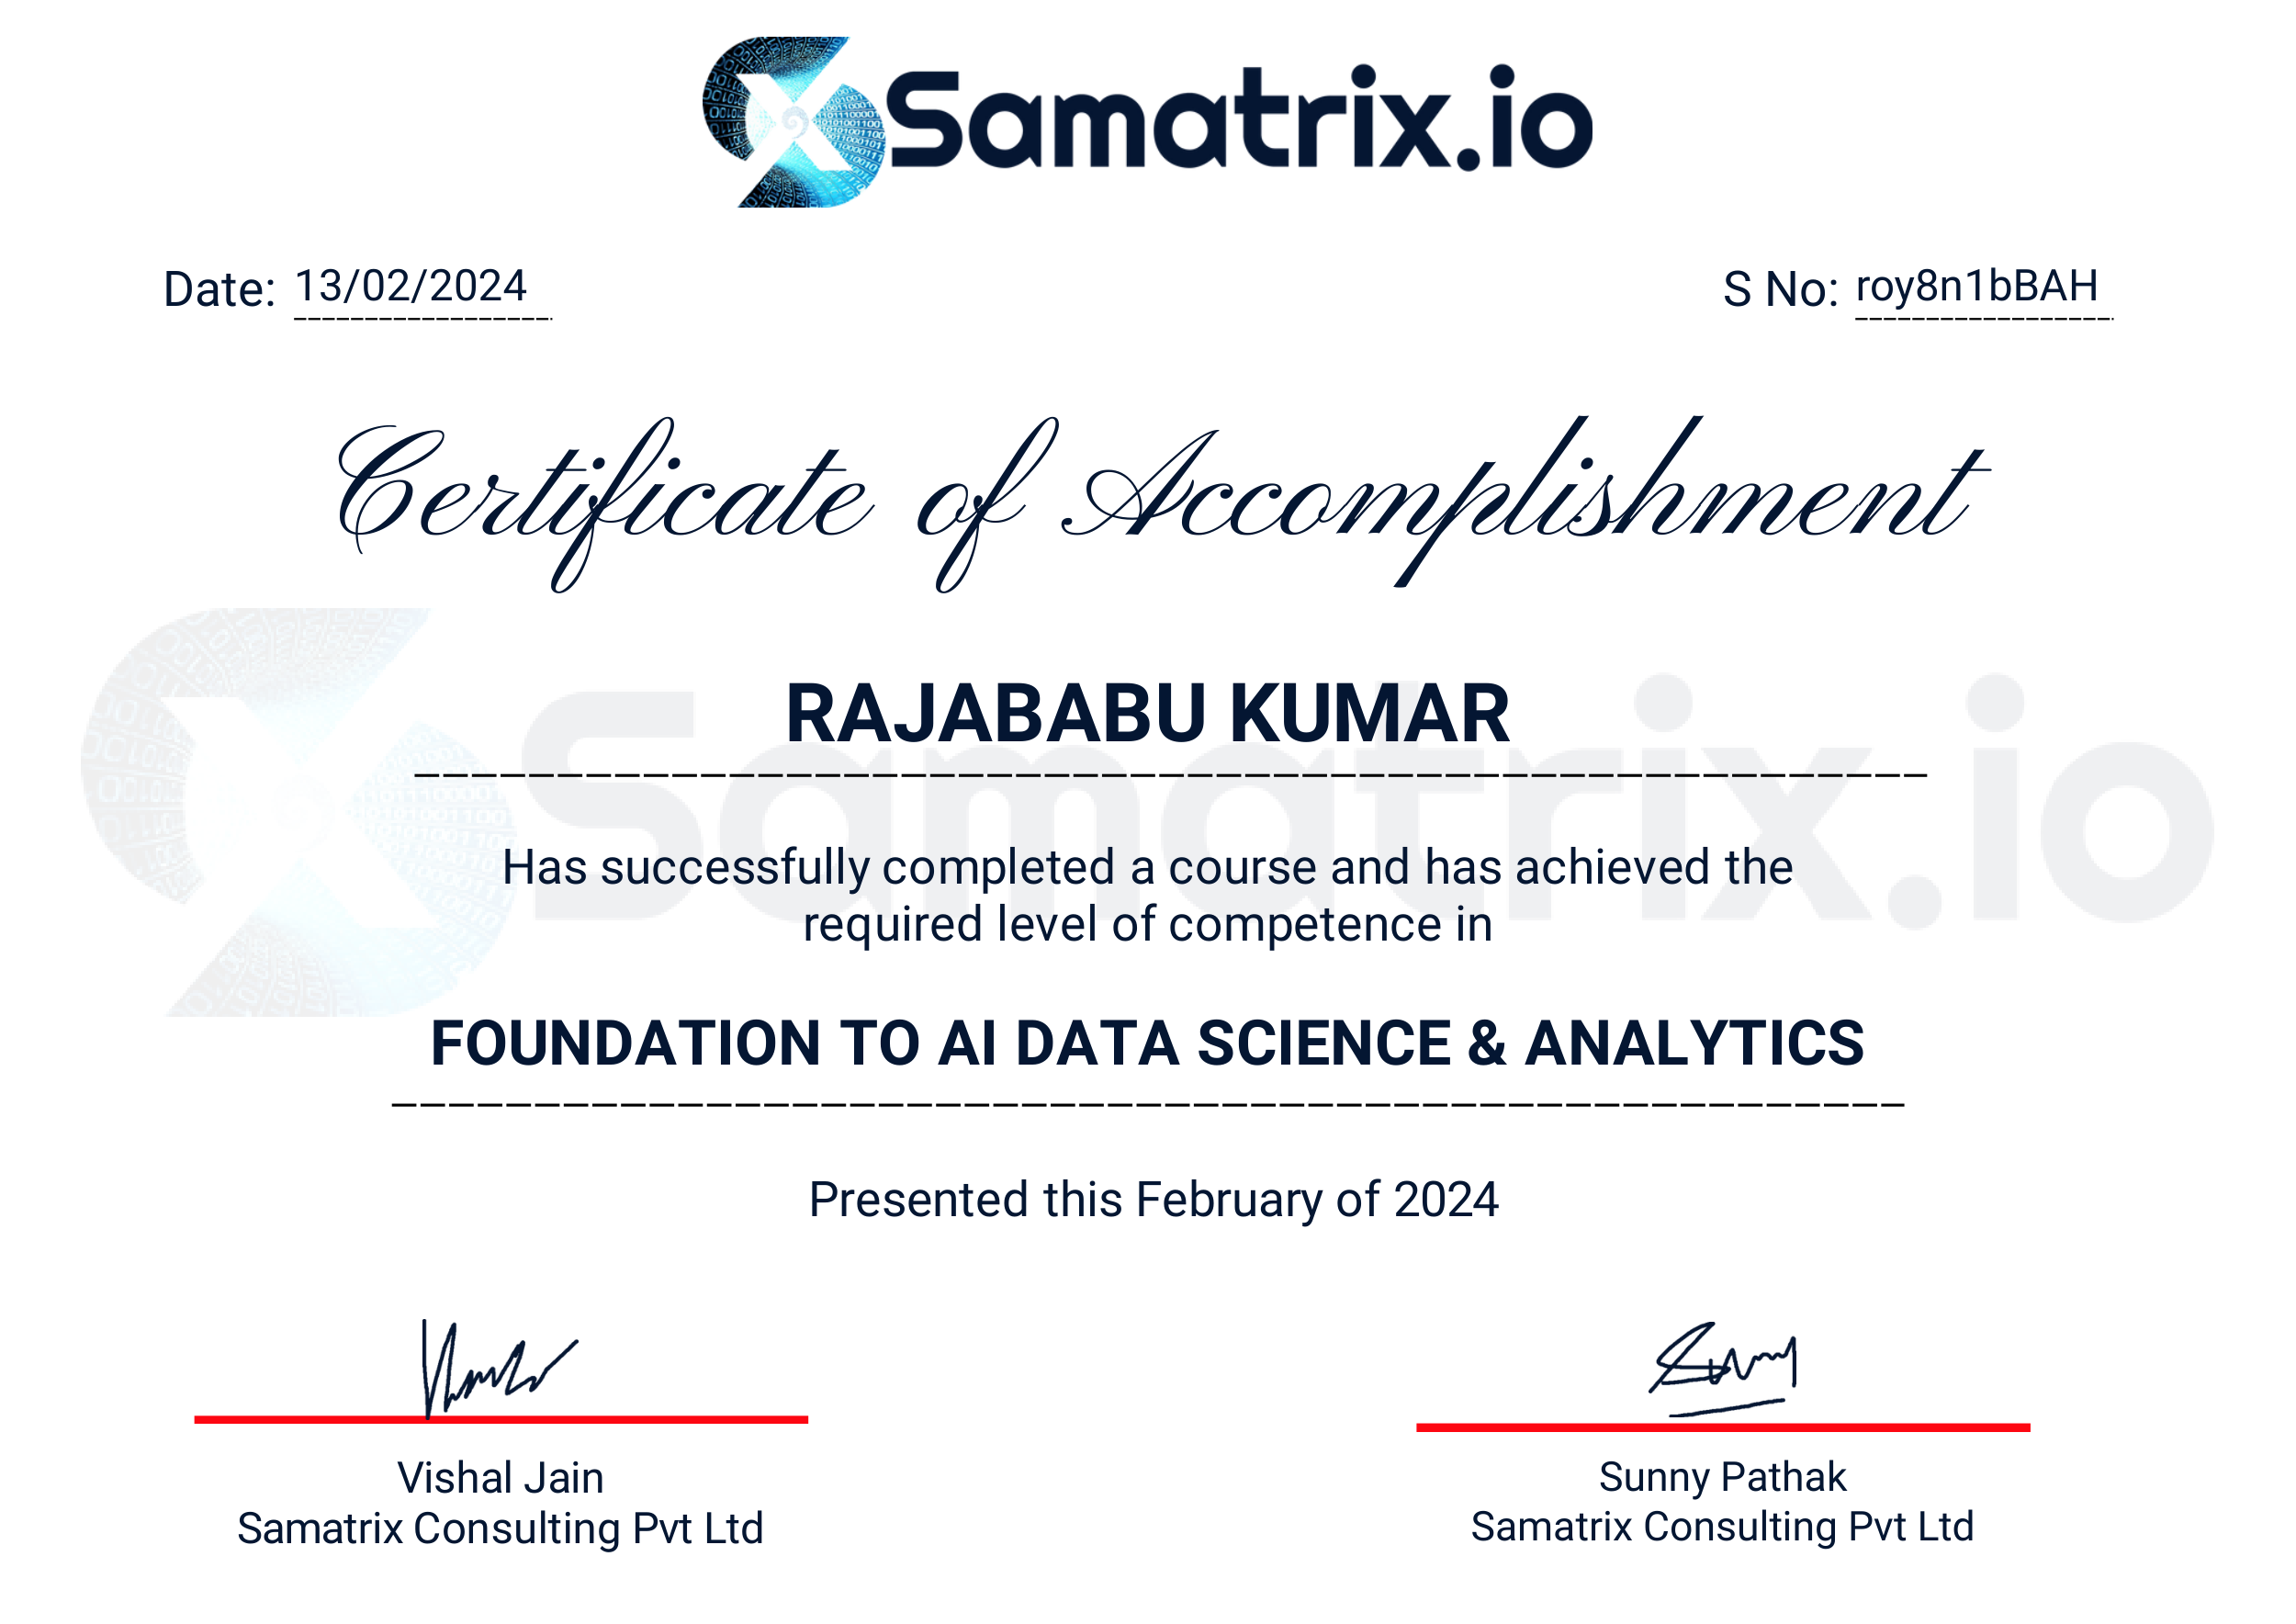 Samatrix.io
Date: 13/02/2024
S No: roy8n1bBAH
Certificate of Accomplishment
Samatrix.io
RAJABABU KUMAR
Has successfully completed a course and has achieved the
required level of competence in
FOUNDATION TO AI DATA SCIENCE & ANALYTICS
Presented this February of 2024
Vishal Jain
Samatrix Consulting Pvt Ltd
Sunny Pathak
Samatrix Consulting Pvt Ltd